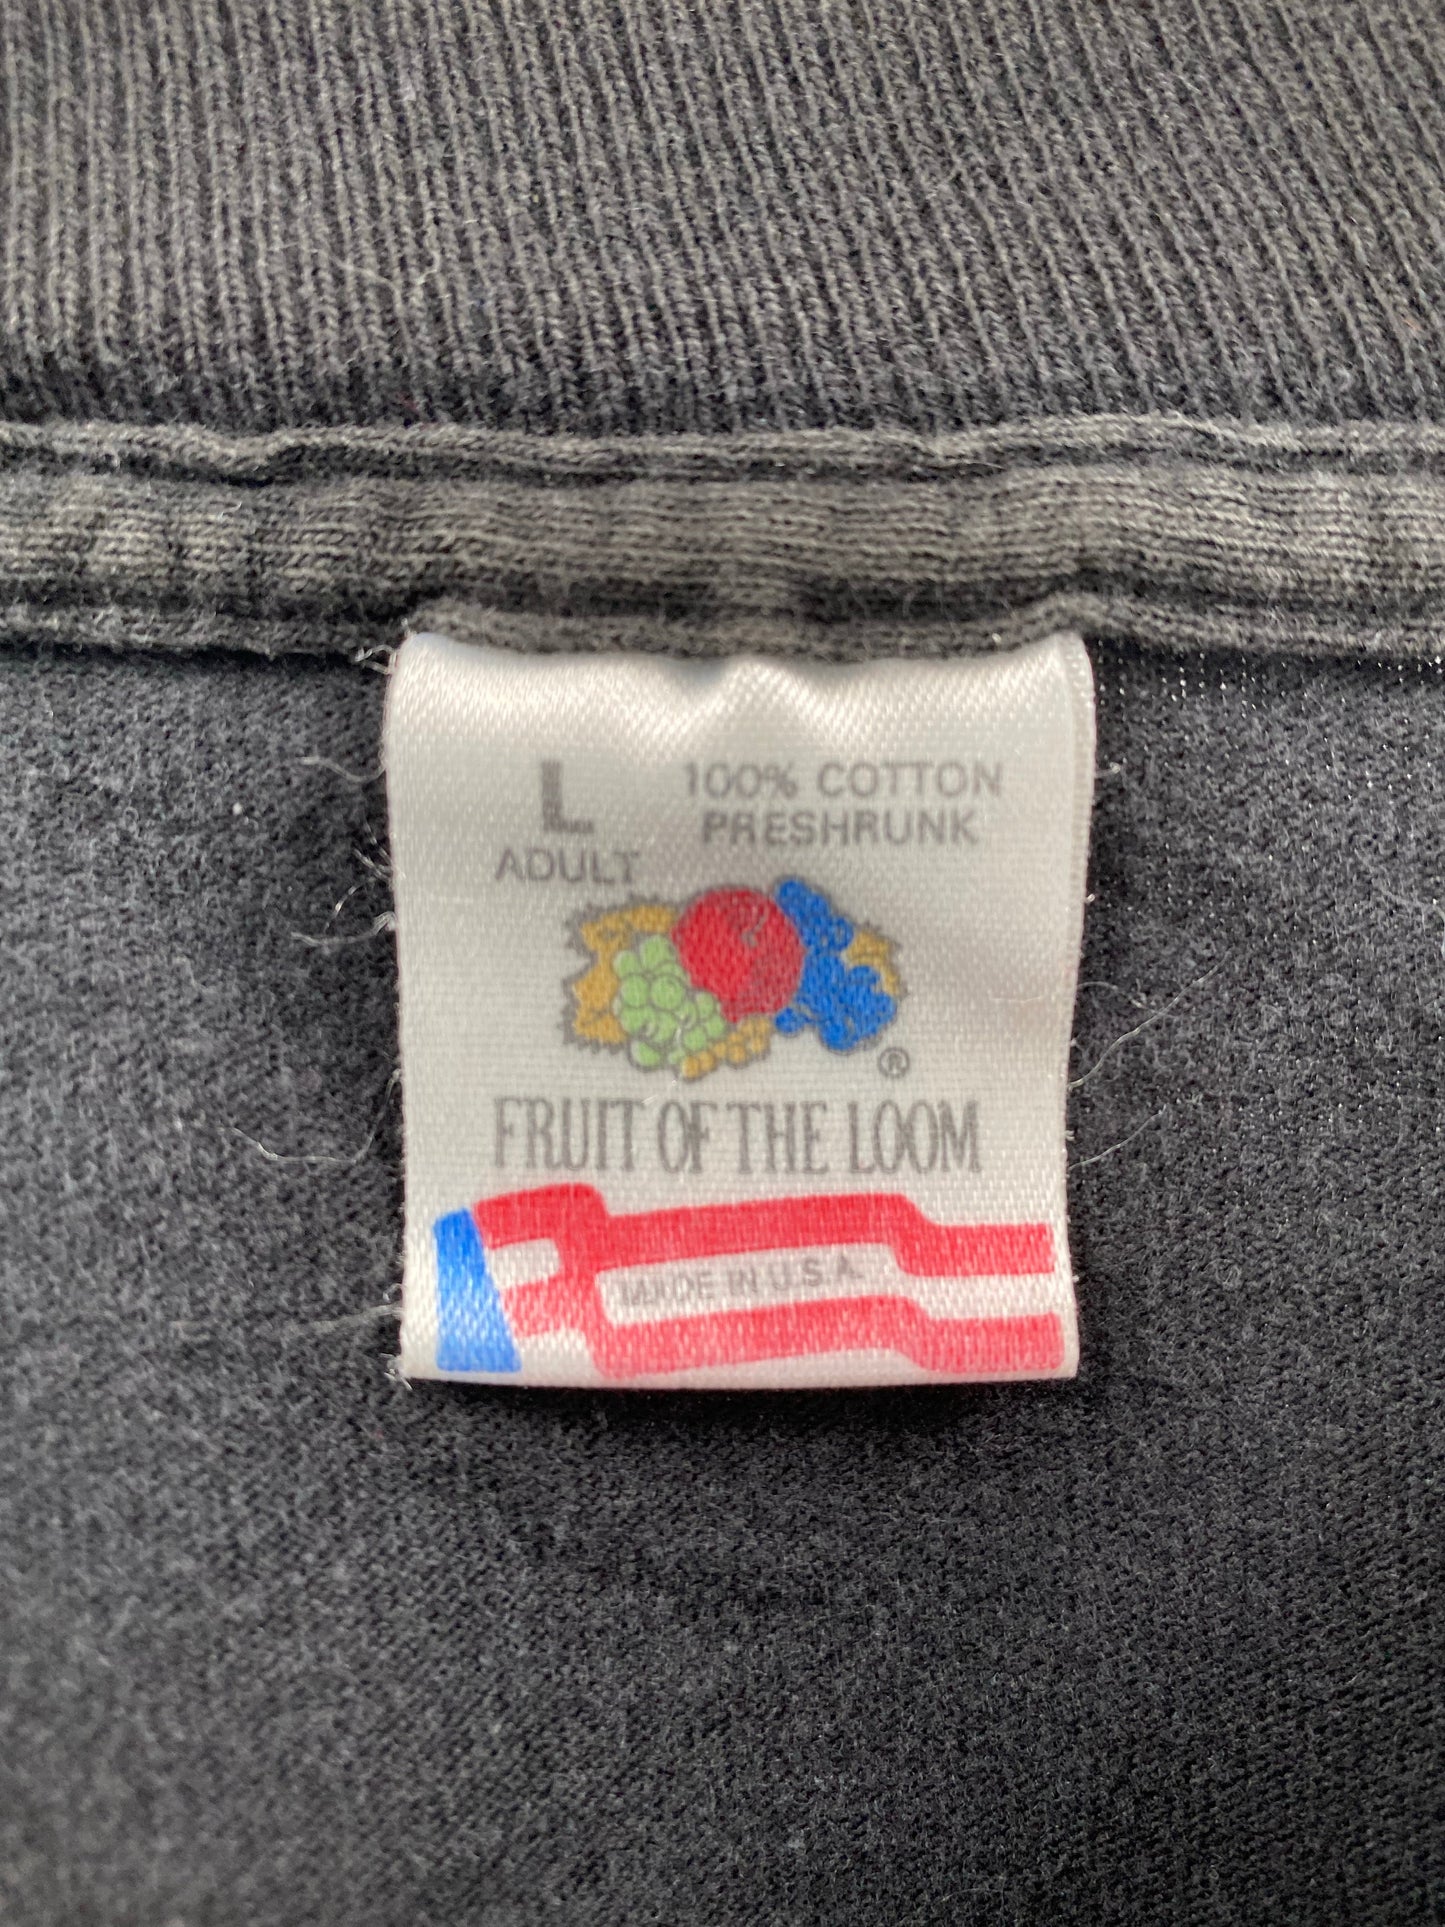 L
ADULT
100% COTTON
PRESHRUNK
®
FRUIT OF THE LOOM
MADE IN U.S.A.